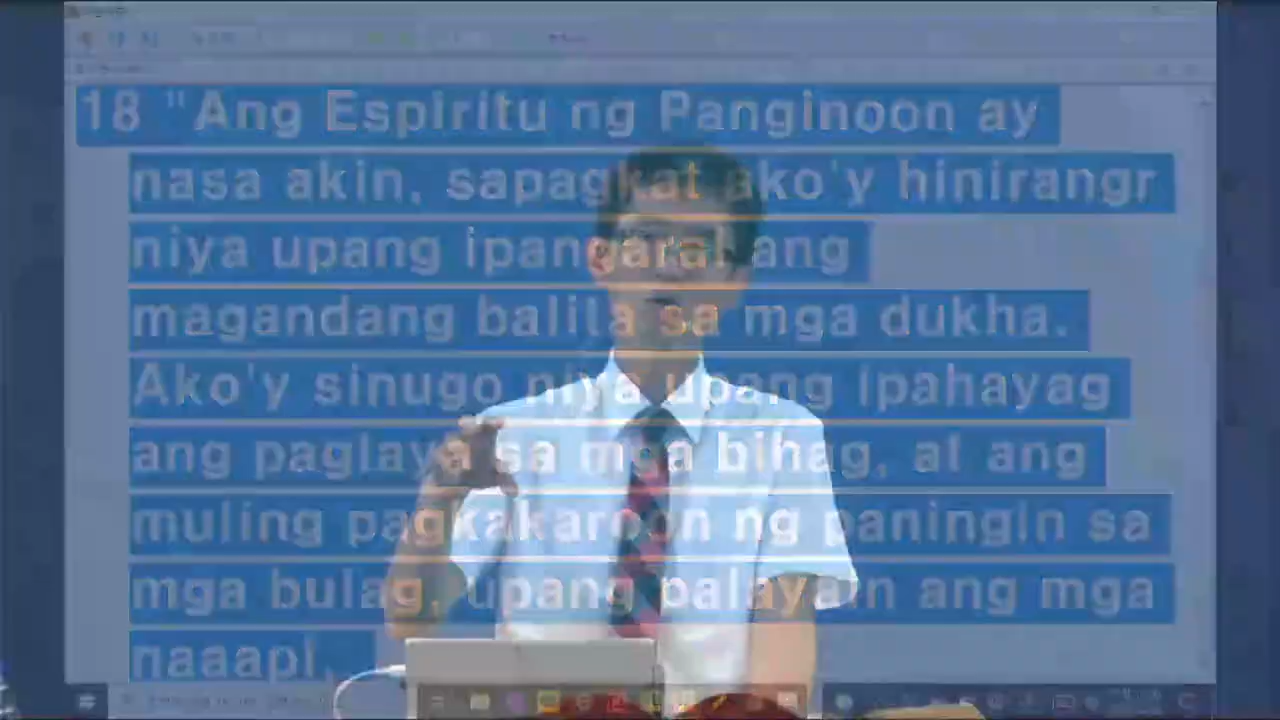 18 "Ang Espiritu ng Panginoon ay
nasa akin, sapagkat ako'y hinirang
niya upang ipangaral ang
magandang balita sa mga dukha.
Ako'y sinugo niya upang ipahayag
ang paglaya sa mga bihag, at ang
muling pagkakaroon ng paningin sa
mga bulag, upang palayain ang mga
naaapi,